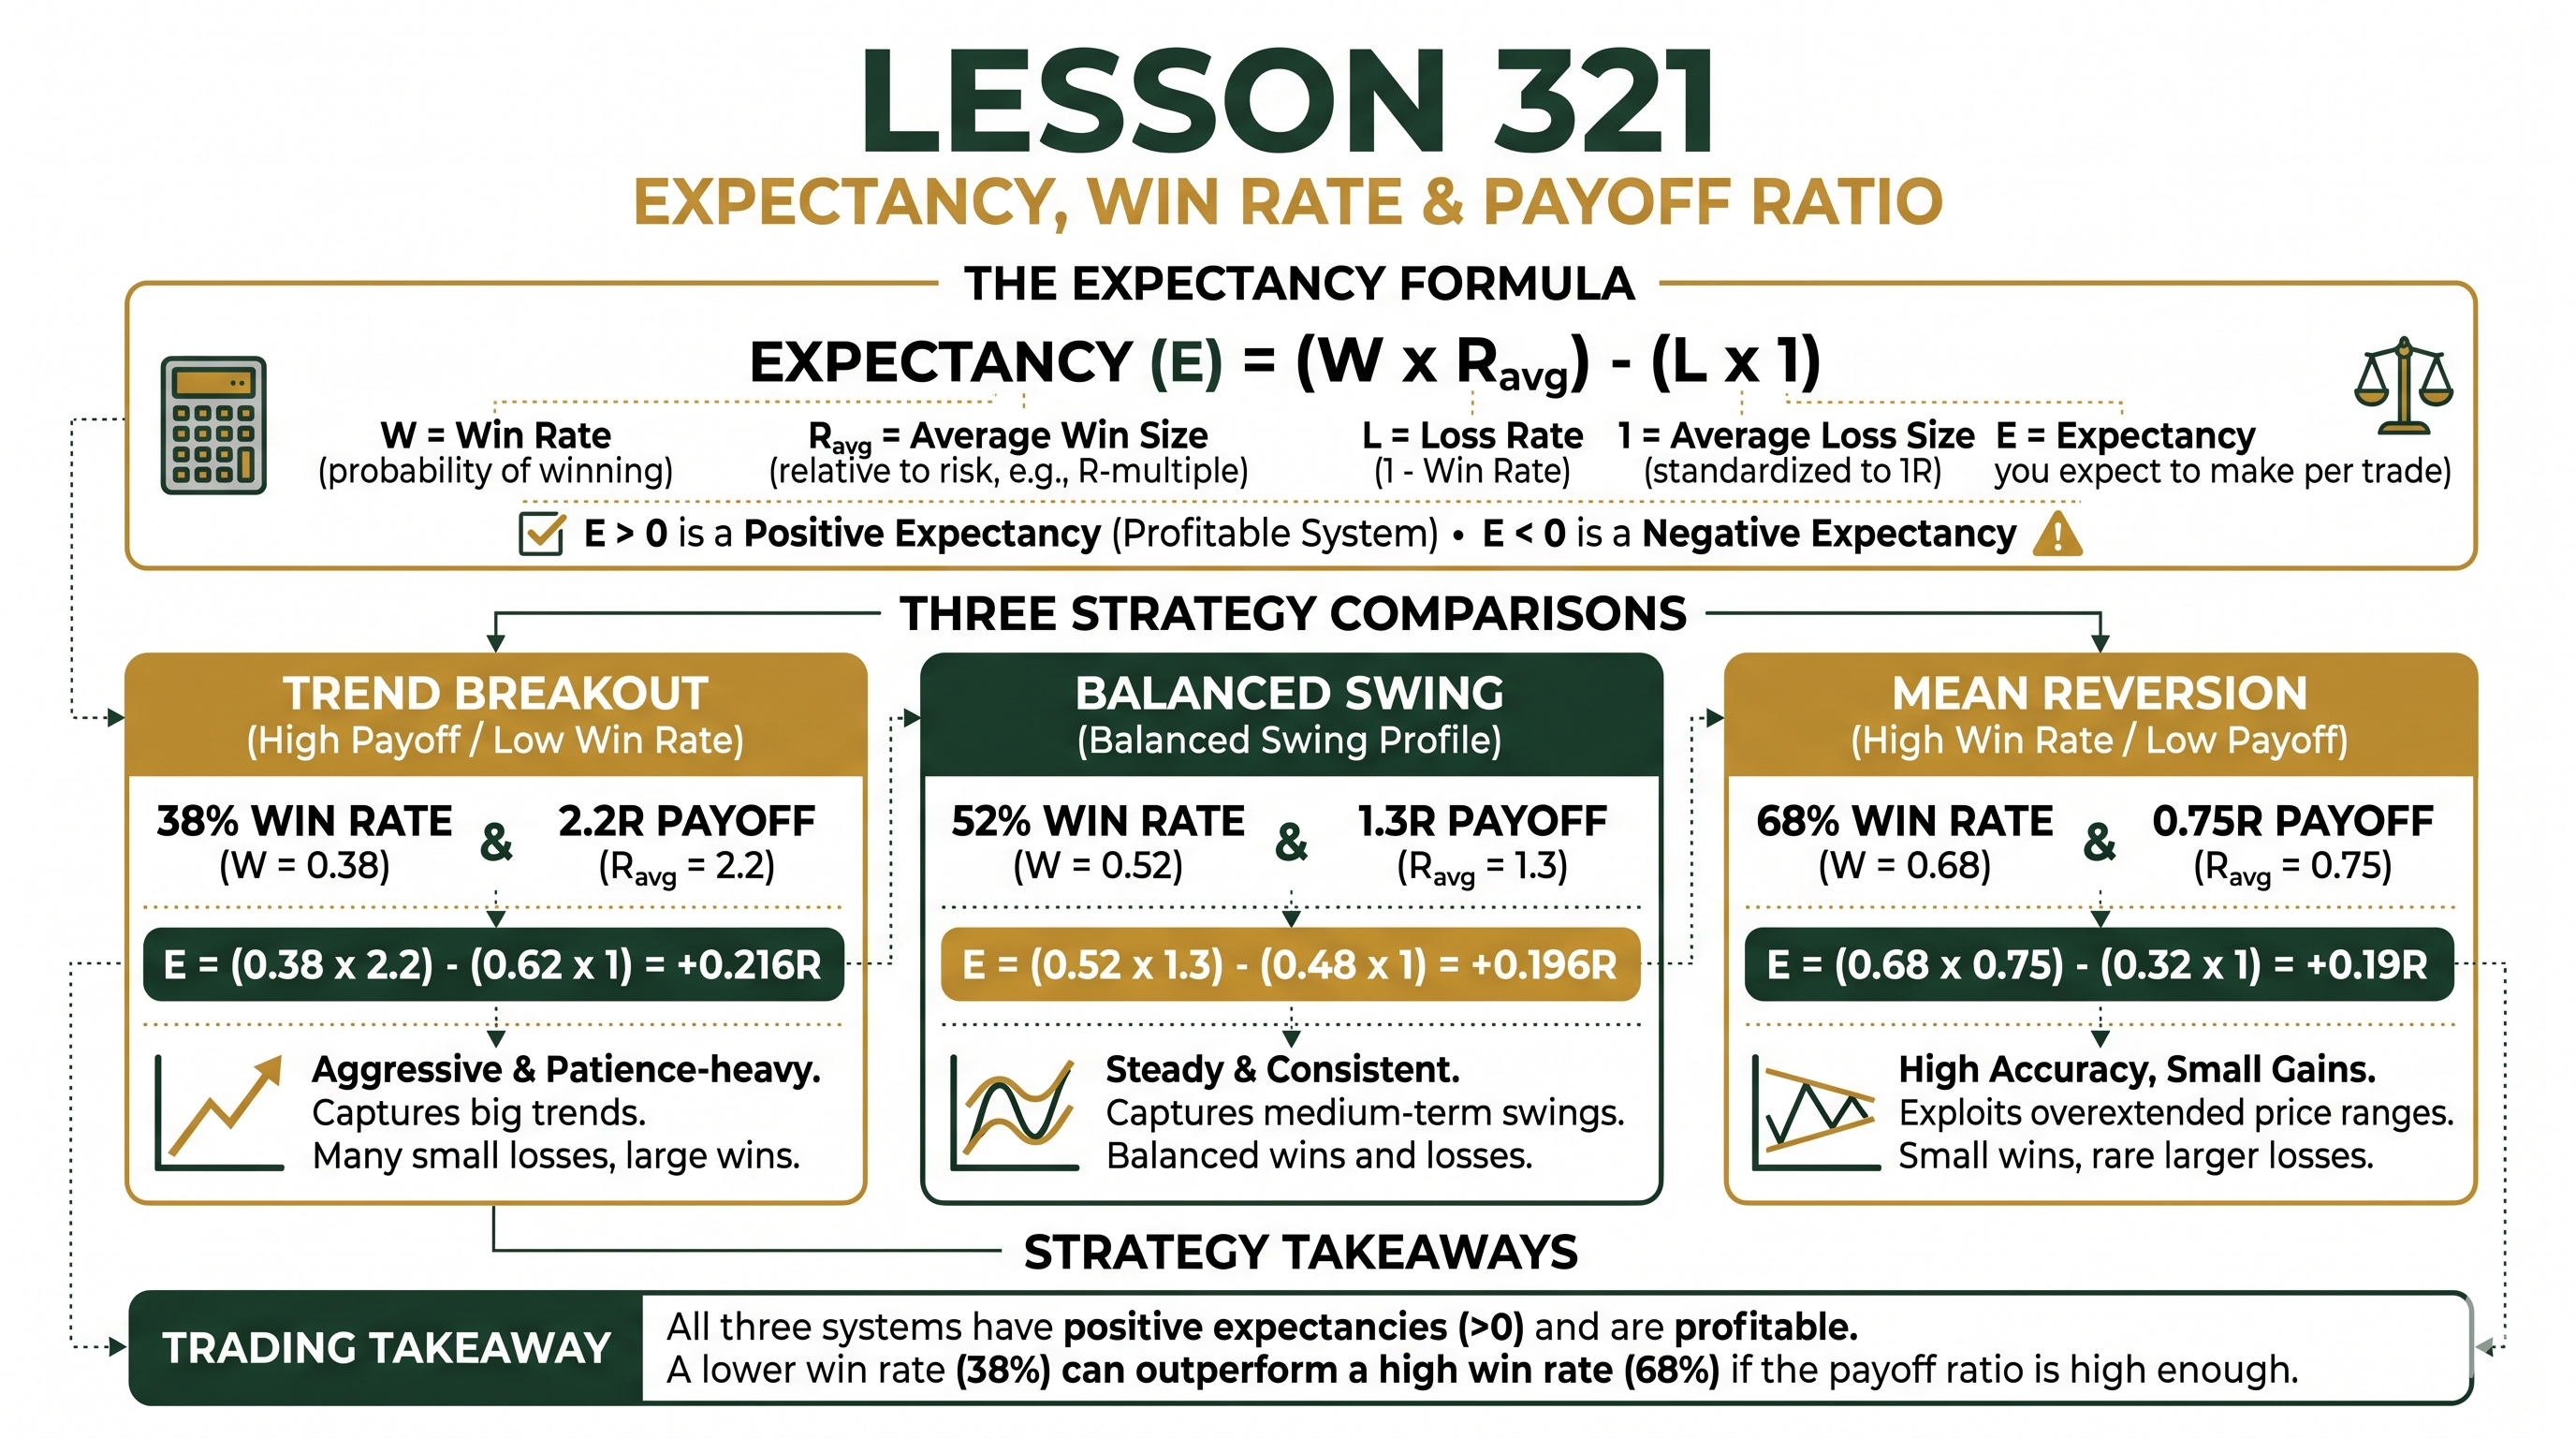 LESSON 321
EXPECTANCY, WIN RATE & PAYOFF RATIO
THE EXPECTANCY FORMULA
EXPECTANCY (E) = (W x Ravg) - (L x 1)
W = Win Rate
(probability of winning)
Ravg = Average Win Size
(relative to risk, e.g., R-multiple)
L = Loss Rate
(1 - Win Rate)
1 = Average Loss Size
(standardized to 1R)
E = Expectancy
you expect to make per trade)
E > 0 is a Positive Expectancy (Profitable System) • E < 0 is a Negative Expectancy
THREE STRATEGY COMPARISONS
TREND BREAKOUT
(High Payoff / Low Win Rate)
38% WIN RATE
(W = 0.38)
&
2.2R PAYOFF
(Ravg = 2.2)
E = (0.38 x 2.2) - (0.62 x 1) = +0.216R
Aggressive & Patience-heavy.
Captures big trends.
Many small losses, large wins.
BALANCED SWING
(Balanced Swing Profile)
52% WIN RATE
(W = 0.52)
&
1.3R PAYOFF
(Ravg = 1.3)
E = (0.52 x 1.3) - (0.48 x 1) = +0.196R
Steady & Consistent.
Captures medium-term swings.
Balanced wins and losses.
MEAN REVERSION
(High Win Rate / Low Payoff)
68% WIN RATE
(W = 0.68)
&
0.75R PAYOFF
(Ravg = 0.75)
E = (0.68 x 0.75) - (0.32 x 1) = +0.19R
High Accuracy, Small Gains.
Exploits overextended price ranges.
Small wins, rare larger losses.
STRATEGY TAKEAWAYS
TRADING TAKEAWAY
All three systems have positive expectancies (>0) and are profitable.
A lower win rate (38%) can outperform a high win rate (68%) if the payoff ratio is high enough.